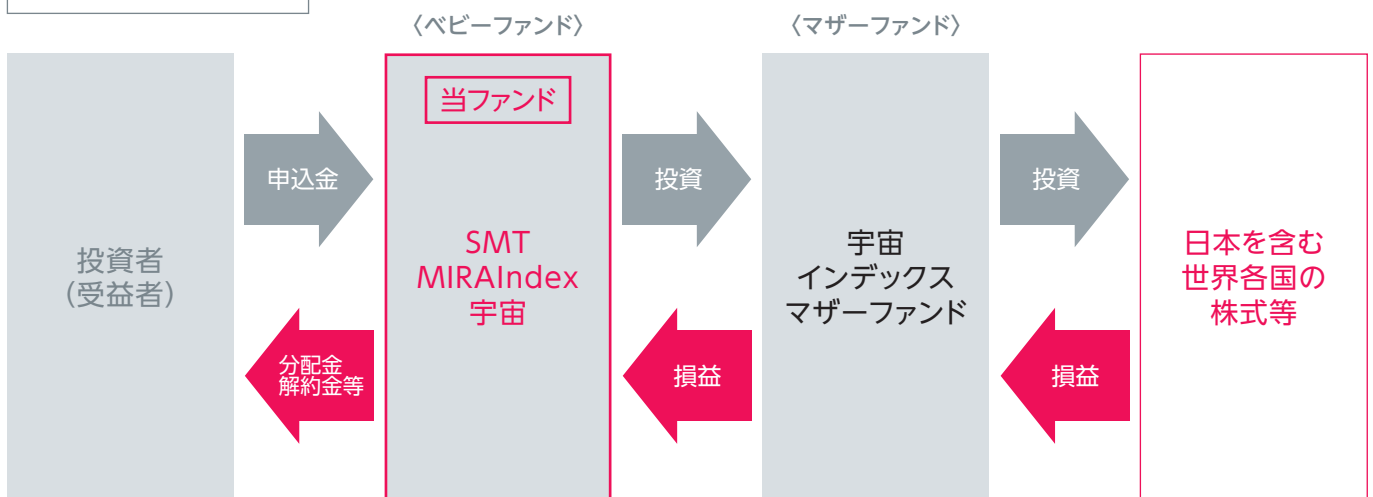 〈ベビーファンド〉
〈マザーファンド〉
当ファンド
申込金
投資
投資
投資者
（受益者）
SMT
MIRAIndex
宇宙
宇宙
インデックス
マザーファンド
日本を含む
世界各国の
株式等
分配金
解約金等
損益
損益